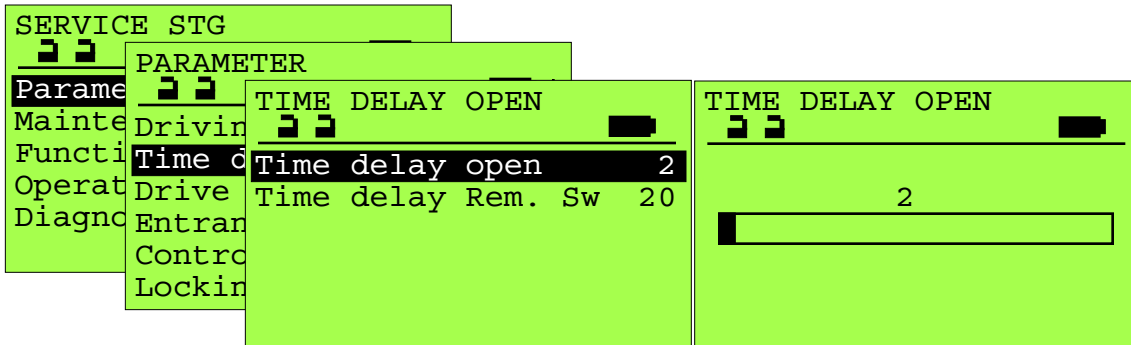 SERVICE STG
Parame
Mainte
Functi
Operat
Diagno
PARAMETER
Drivin
Time d
Drive
Entran
Contro
Lockin
TIME DELAY OPEN
Time delay open 2
Time delay Rem. Sw 20
TIME DELAY OPEN
2